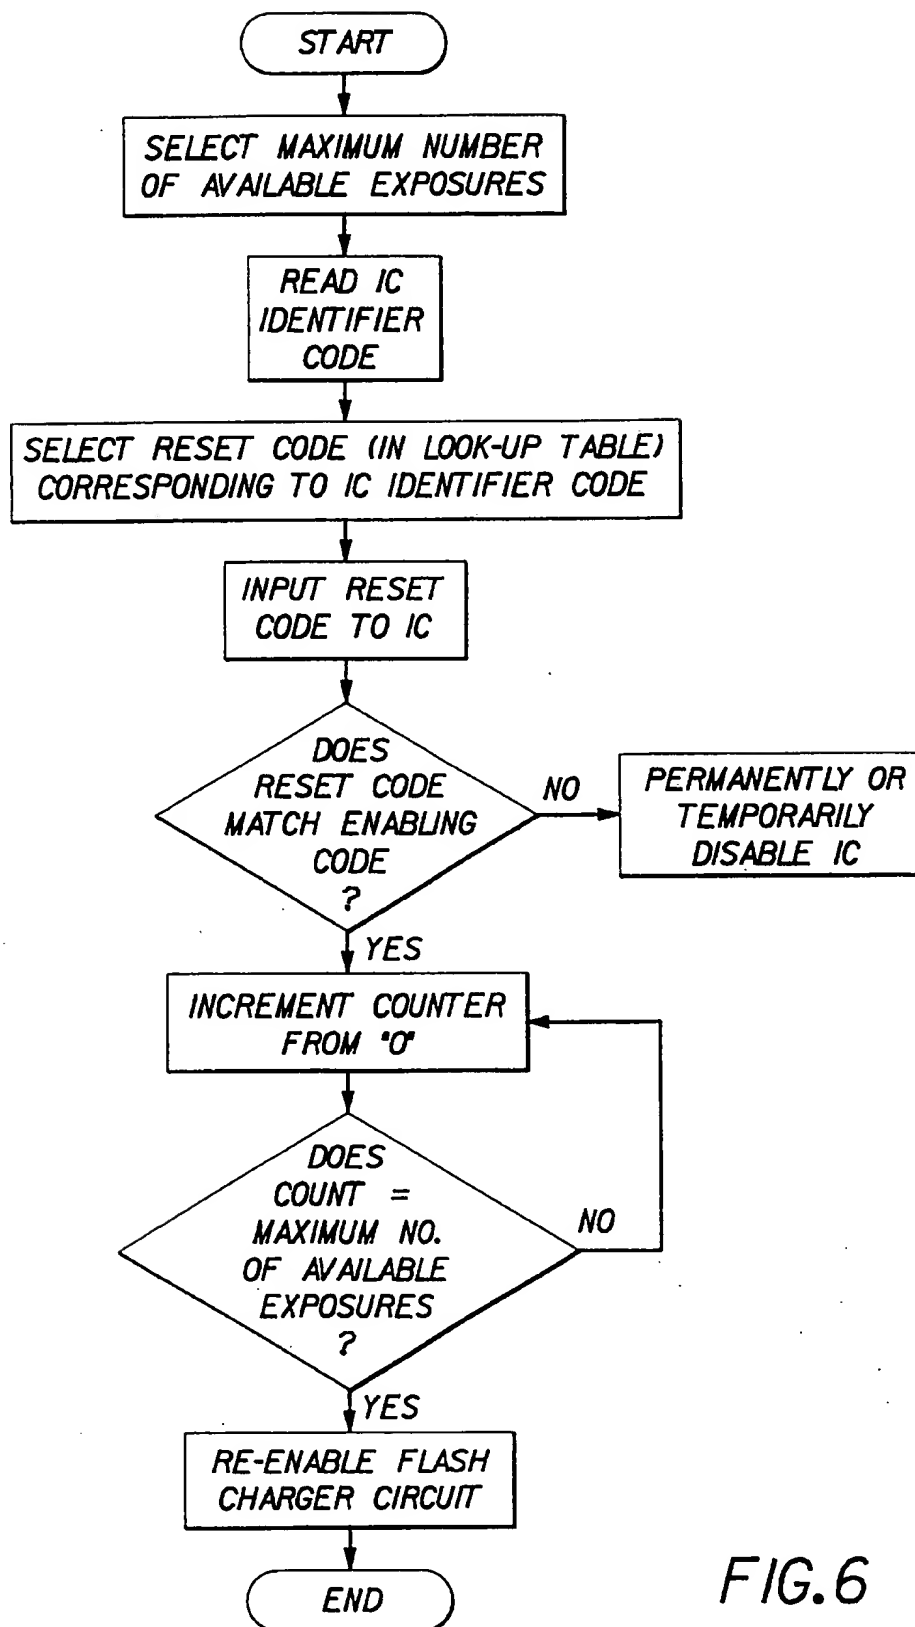 START
SELECT MAXIMUM NUMBER
OF AVAILABLE EXPOSURES
READ IC
IDENTIFIER
CODE
SELECT RESET CODE (IN LOOK-UP TABLE)
CORRESPONDING TO IC IDENTIFIER CODE
INPUT RESET
CODE TO IC
DOES
RESET CODE
MATCH ENABLING
CODE
?
NO
PERMANENTLY OR
TEMPORARILY
DISABLE IC
YES
INCREMENT COUNTER
FROM "0"
DOES
COUNT =
MAXIMUM NO.
OF AVAILABLE
EXPOSURES
?
NO
YES
RE-ENABLE FLASH
CHARGER CIRCUIT
END
FIG.6